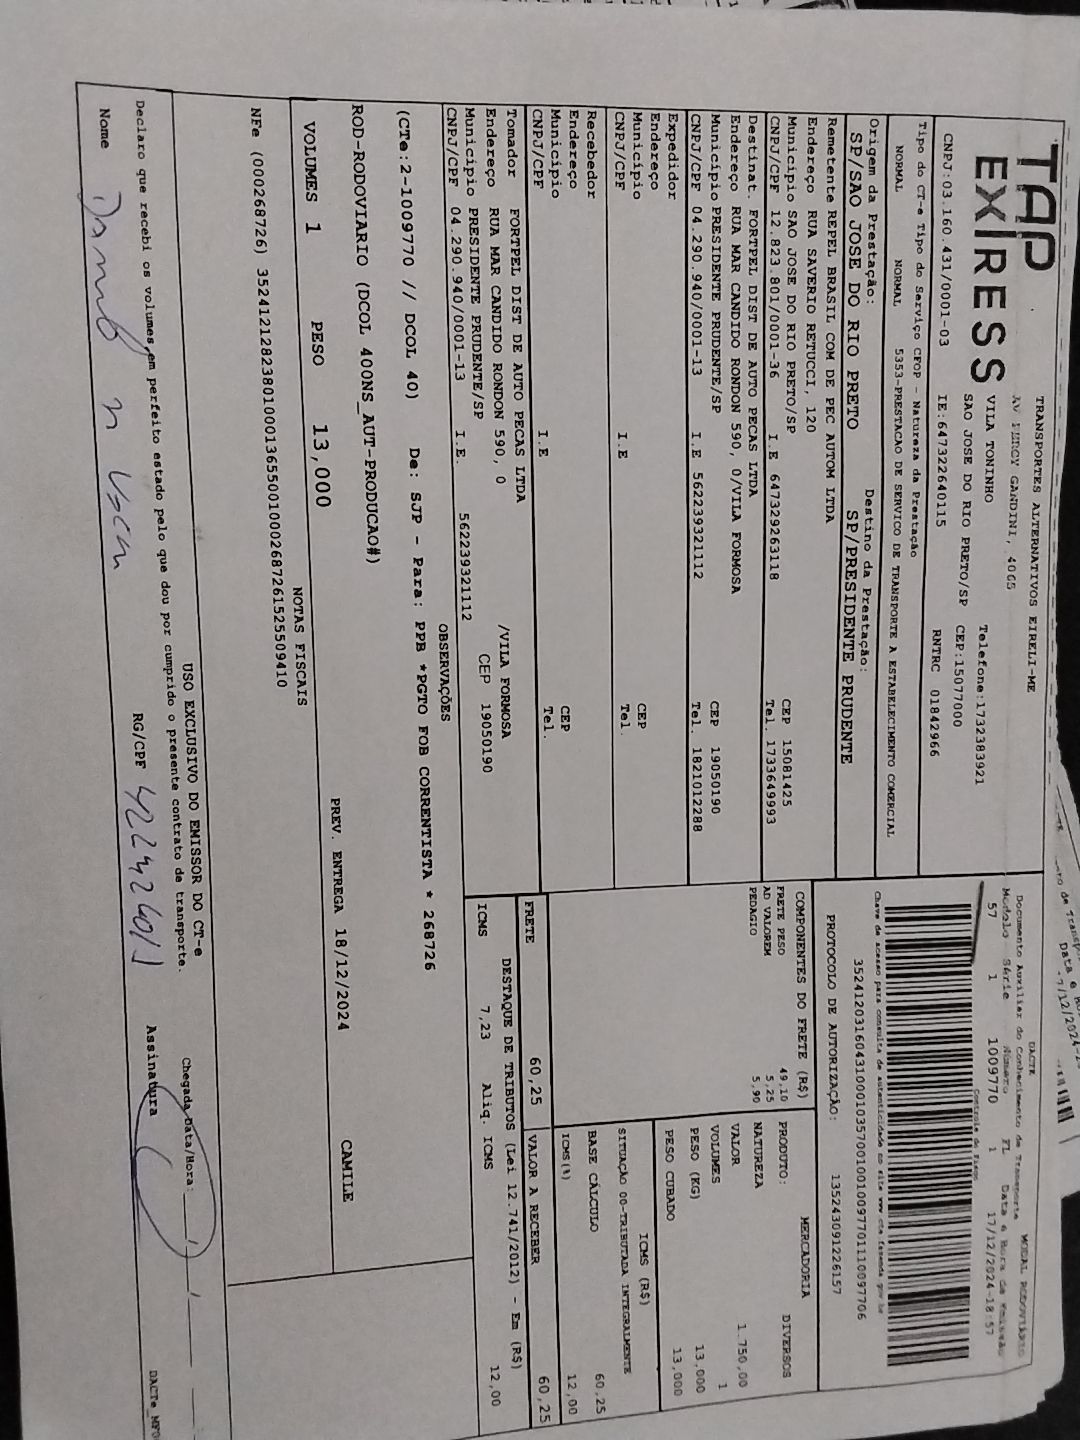 TAP
EXPRESS
TRANSPORTES ALTERNATIVOS EIRELI-ME
AV PERCY GANDINI, 4065
VILA TONINHO Telefone:1732383921
SAO JOSE DO RIO PRETO/SP CEP:15077000
CNPJ:03.160.431/0001-03 IE:647322640115 RNTRC 01842966
Tipo do CT-e Tipo do Serviço CFOP - Natureza da Prestação
NORMAL NORMAL 5353-PRESTACAO DE SERVICO DE TRANSPORTE A ESTABELECIMENTO COMERCIAL
Origem da Prestação: Destino da Prestação:
SP/SAO JOSE DO RIO PRETO SP/PRESIDENTE PRUDENTE
Remetente REPEL BRASIL COM DE PEC AUTOM LTDA
Endereço RUA SAVERIO RETUCCI, 120
Município SAO JOSE DO RIO PRETO/SP CEP 15081425
CNPJ/CPF 12.823.801/0001-36 I.E 647329263118 Tel. 1733649993
Destinat. FORTPEL DIST DE AUTO PECAS LTDA
Endereço RUA MAR CANDIDO RONDON 590, 0/VILA FORMOSA
Município PRESIDENTE PRUDENTE/SP CEP 19050190
CNPJ/CPF 04.290.940/0001-13 I.E 562239321112 Tel. 1821012288
Expedidor
Endereço
Município CEP
CNPJ/CPF I.E Tel.
Recebedor
Endereço
Município CEP
CNPJ/CPF I.E Tel.
Tomador FORTPEL DIST DE AUTO PECAS LTDA
Endereço RUA MAR CANDIDO RONDON 590, 0 /VILA FORMOSA
Município PRESIDENTE PRUDENTE/SP CEP 19050190
CNPJ/CPF 04.290.940/0001-13 I.E. 562239321112
DACTE MODAL RODOVIÁRIO
Documento Auxiliar do Conhecimento de Transporte
Modelo Série Número FL Data e Hora de Emissão
57 1 1009770 1 17/12/2024-18:57
Controle do Fisco
Chave de acesso para consulta de autenticidade no site www.cte.fazenda.gov.br
35241203160431000103570010010097701110097706
PROTOCOLO DE AUTORIZAÇÃO: 135243091226157
COMPONENTES DO FRETE (R$)
FRETE PESO 49,10
AD VALOREM 5,25
PEDAGIO 5,90
PRODUTO: MERCADORIA
NATUREZA DIVERSOS
VALOR 1.750,00
VOLUMES 1
PESO (KG) 13,000
PESO CUBADO 13,000
ICMS (R$)
SITUAÇÃO 00-TRIBUTADA INTEGRALMENTE
BASE CÁLCULO 60,25
ICMS(%) 12,00
FRETE 60,25 VALOR A RECEBER 60,25
DESTAQUE DE TRIBUTOS (Lei 12.741/2012) - Em (R$)
ICMS 7,23 Aliq. ICMS 12,00
OBSERVAÇÕES
(CTe:2-1009770 // DCOL 40) De: SJP - Para: PPB *PGTO FOB CORRENTISTA * 268726
ROD-RODOVIARIO (DCOL 400NS_AUT-PRODUCAO#)
CAMILE
VOLUMES 1 PESO 13,000 PREV. ENTREGA 18/12/2024
NOTAS FISCAIS
NFe (000268726) 35241212823801000136550010002687261525509410
USO EXCLUSIVO DO EMISSOR DO CT-e
Declaro que recebi os volumes em perfeito estado pelo que dou por cumprido o presente contrato de transporte.
Chegada Data/Hora:
Nome RG/CPF Assinatura